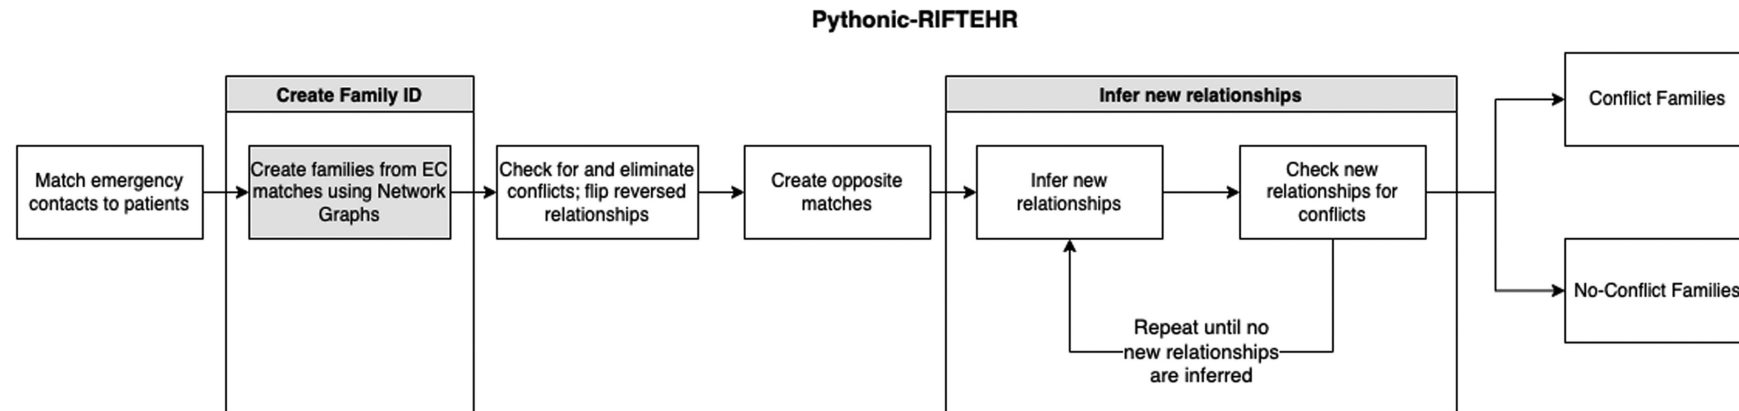 Pythonic-RIFTEHR
Create Family ID
Infer new relationships
Match emergency
contacts to patients
Create families from EC
matches using Network
Graphs
Check for and eliminate
conflicts; flip reversed
relationships
Create opposite
matches
Infer new
relationships
Check new
relationships for
conflicts
Repeat until no
new relationships
are inferred
Conflict Families
No-Conflict Families